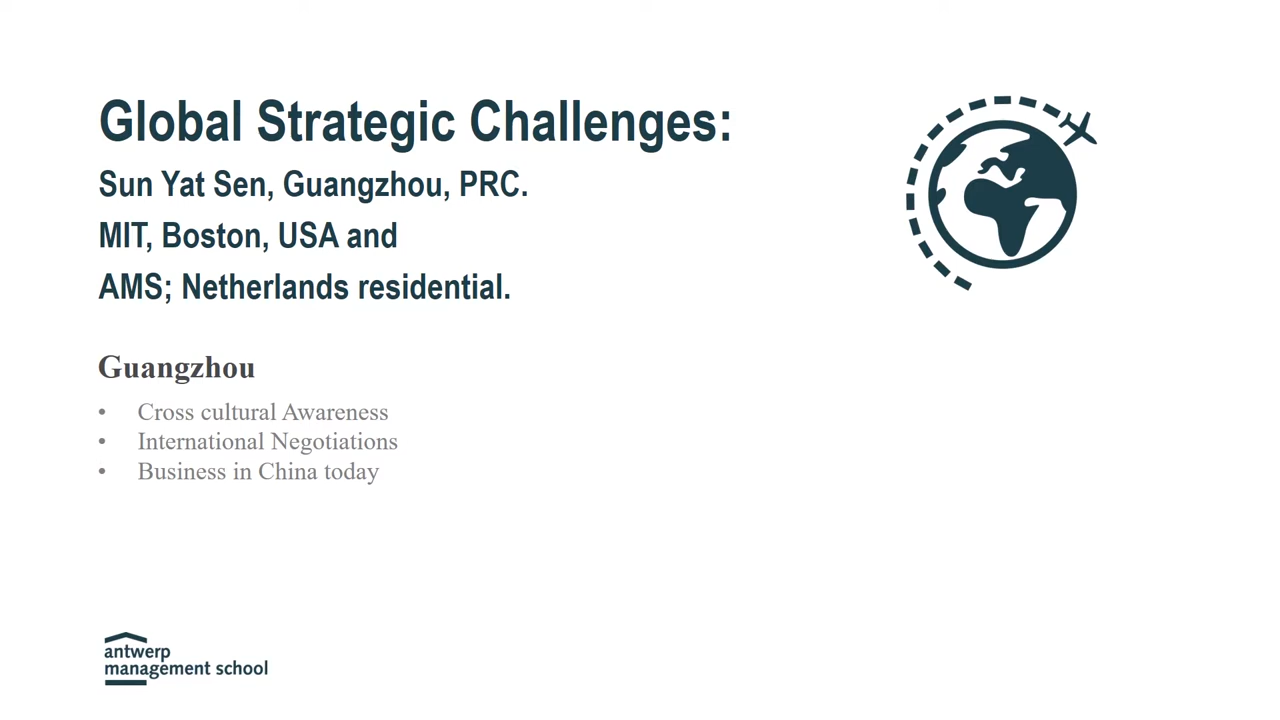 Global Strategic Challenges:
Sun Yat Sen, Guangzhou, PRC.
MIT, Boston, USA and
AMS; Netherlands residential.
Guangzhou
• Cross cultural Awareness
• International Negotiations
• Business in China today
antwerp
management school